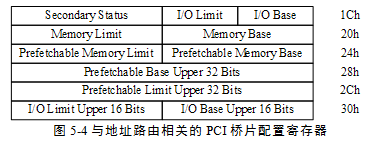 Secondary Status I/O Limit I/O Base 1Ch
Memory Limit Memory Base 20h
Prefetchable Memory Limit Prefetchable Memory Base 24h
Prefetchable Base Upper 32 Bits 28h
Prefetchable Limit Upper 32 Bits 2Ch
I/O Limit Upper 16 Bits I/O Base Upper 16 Bits 30h
图 5-4 与地址路由相关的 PCI 桥片配置寄存器